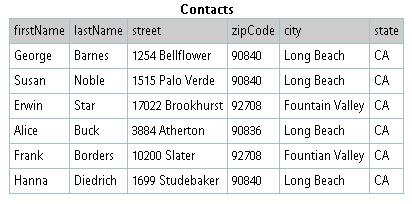 Contacts
firstName lastName street zipCode city state
George Barnes 1254 Bellflower 90840 Long Beach CA
Susan Noble 1515 Palo Verde 90840 Long Beach CA
Erwin Star 17022 Brookhurst 92708 Fountain Valley CA
Alice Buck 3884 Atherton 90836 Long Beach CA
Frank Borders 10200 Slater 92708 Fountian Valley CA
Hanna Diedrich 1699 Studebaker 90840 Long Beach CA